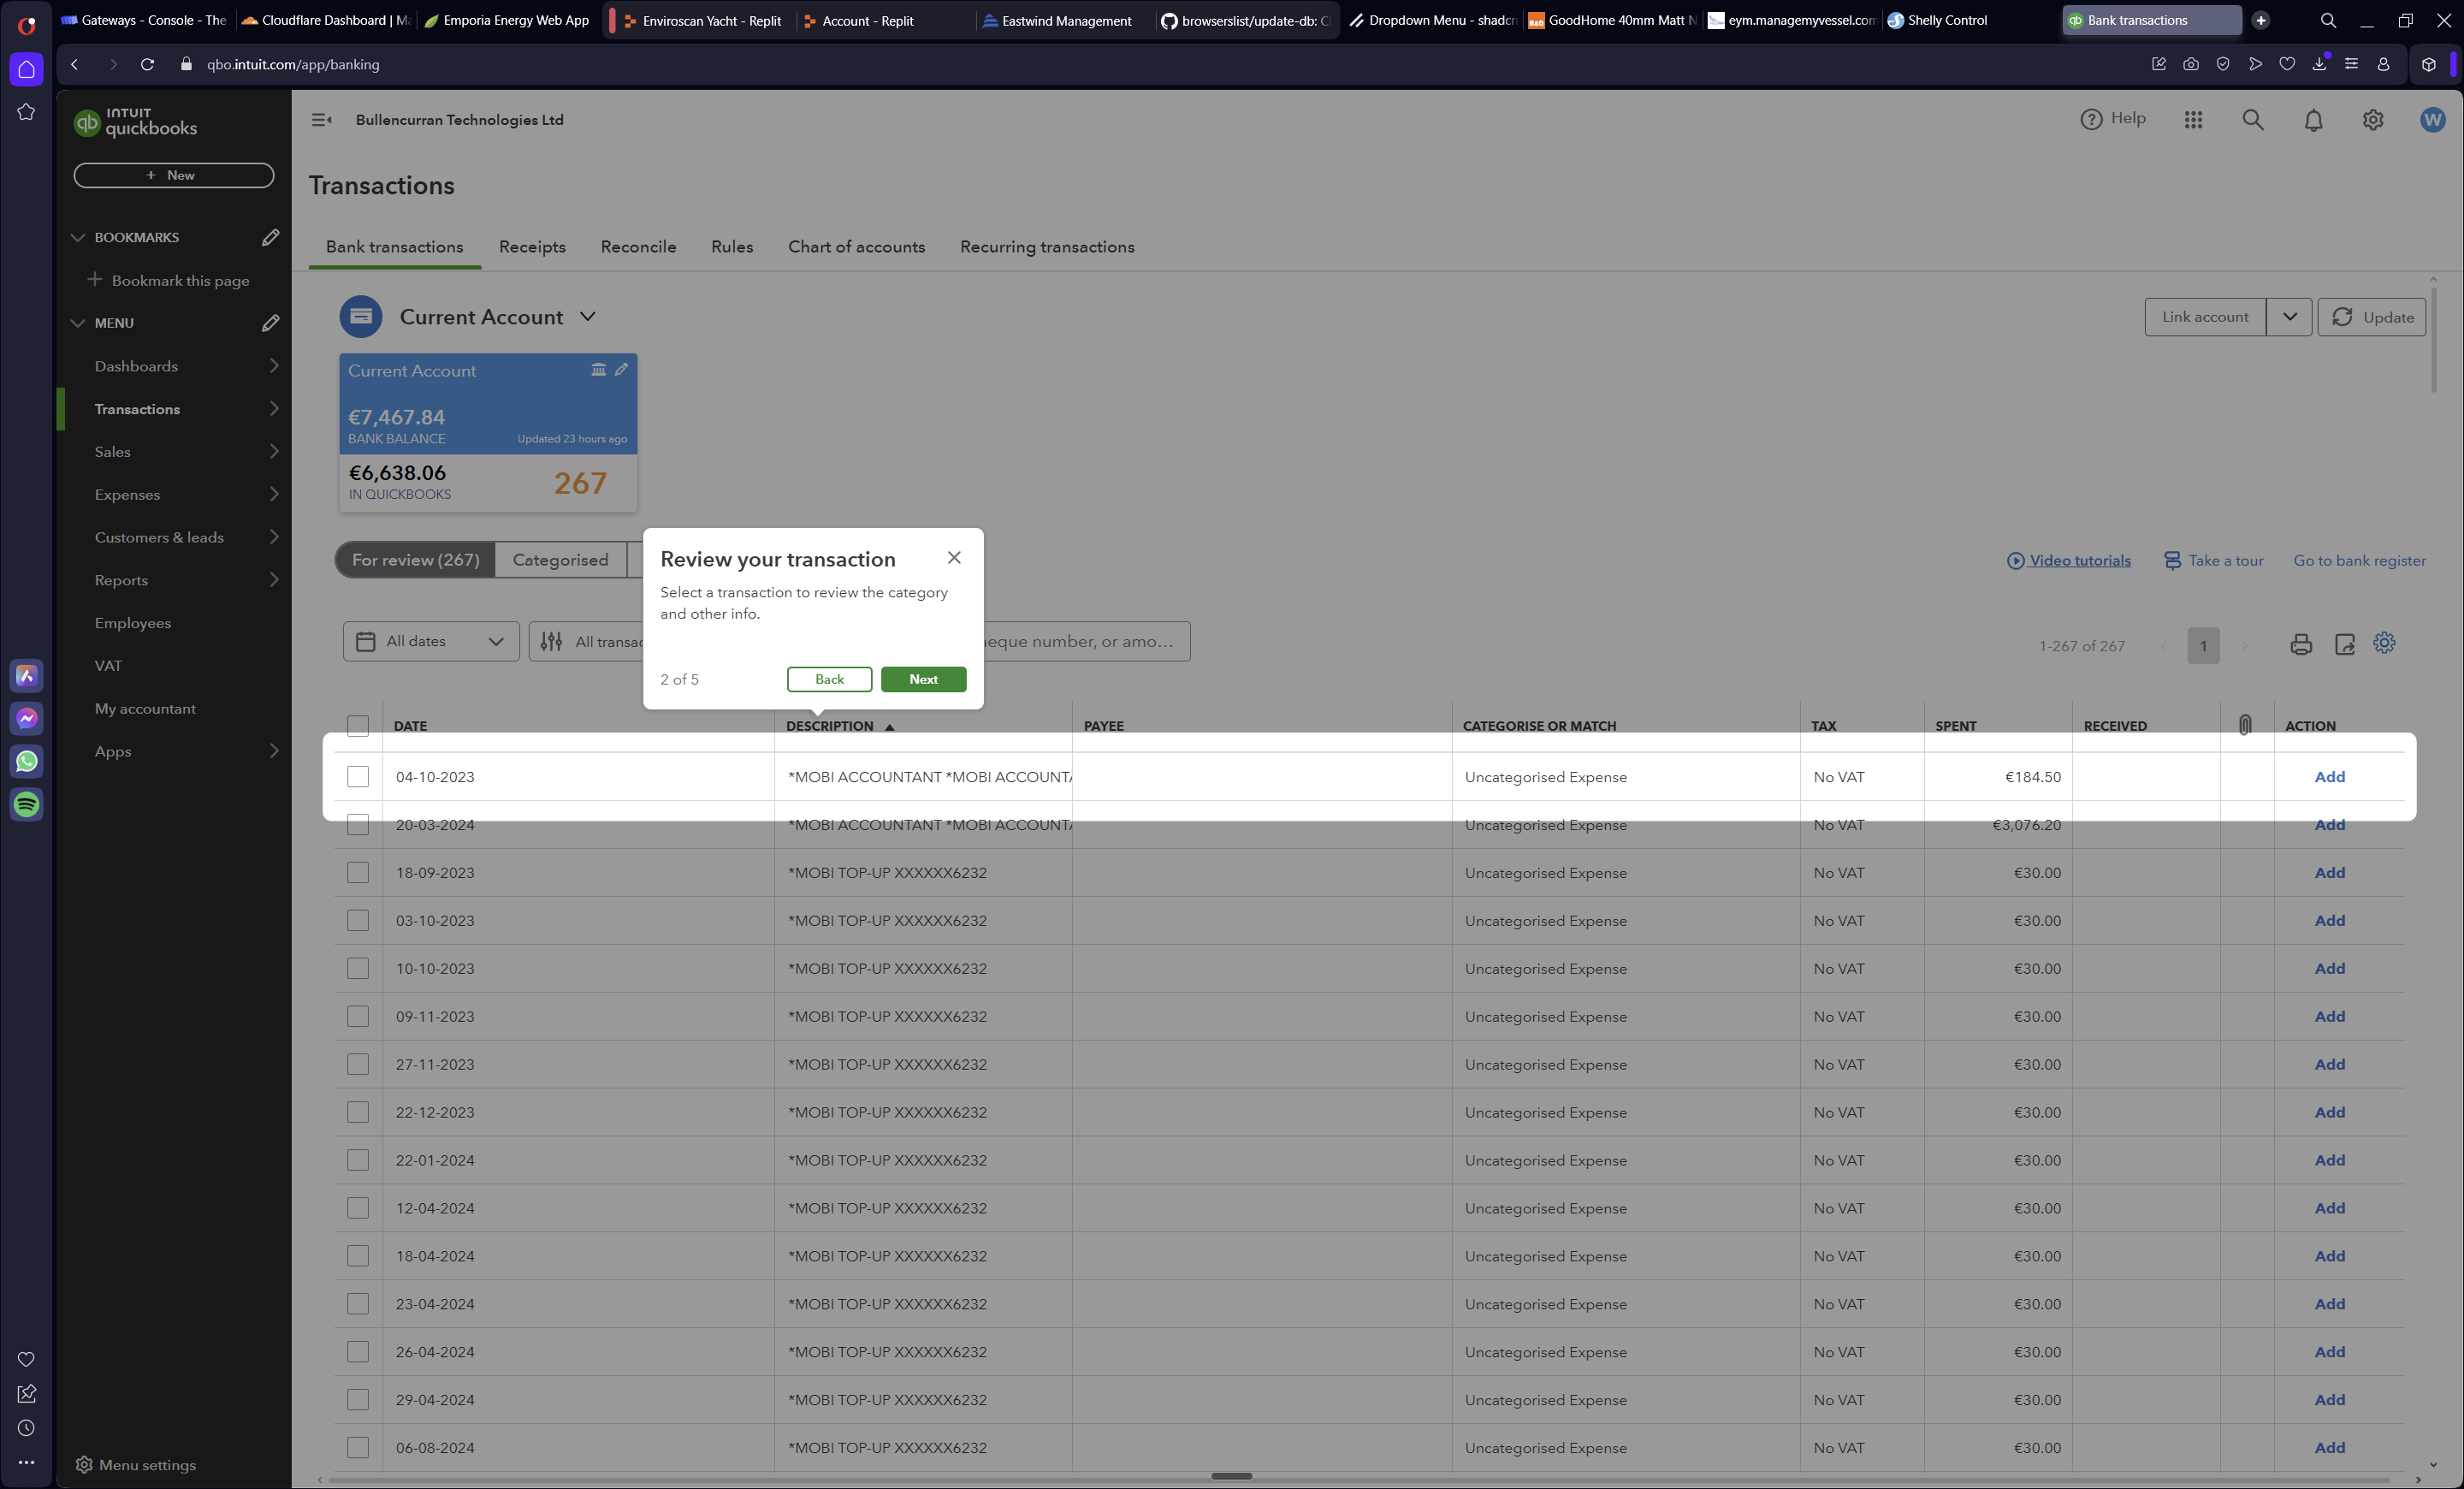 Gateways - Console - The
Cloudflare Dashboard | Ma
Emporia Energy Web App
Enviroscan Yacht - Replit
Account - Replit
Eastwind Management
browserslist/update-db: C
Dropdown Menu - shadcn
GoodHome 40mm Matt N
eym.managemyvessel.com
Shelly Control
Bank transactions
qbo.intuit.com/app/banking
INTUIT
quickbooks
Bullencurran Technologies Ltd
Help
W
+ New
Transactions
BOOKMARKS
Bookmark this page
Bank transactions
Receipts
Reconcile
Rules
Chart of accounts
Recurring transactions
MENU
Dashboards
Transactions
Sales
Expenses
Customers & leads
Reports
Employees
VAT
My accountant
Apps
Menu settings
Current Account
Link account
Update
Current Account
€7,467.84
BANK BALANCE
Updated 23 hours ago
€6,638.06
IN QUICKBOOKS
267
For review (267)
Categorised
Video tutorials
Take a tour
Go to bank register
Review your transaction
Select a transaction to review the category
and other info.
2 of 5
Back
Next
All dates
All transac
eque number, or amo...
1-267 of 267
1
DATE DESCRIPTION PAYEE CATEGORISE OR MATCH TAX SPENT RECEIVED ACTION
04-10-2023 *MOBI ACCOUNTANT *MOBI ACCOUNTA Uncategorised Expense No VAT €184.50 Add
20-03-2024 *MOBI ACCOUNTANT *MOBI ACCOUNTA Uncategorised Expense No VAT €3,076.20 Add
18-09-2023 *MOBI TOP-UP XXXXXX6232 Uncategorised Expense No VAT €30.00 Add
03-10-2023 *MOBI TOP-UP XXXXXX6232 Uncategorised Expense No VAT €30.00 Add
10-10-2023 *MOBI TOP-UP XXXXXX6232 Uncategorised Expense No VAT €30.00 Add
09-11-2023 *MOBI TOP-UP XXXXXX6232 Uncategorised Expense No VAT €30.00 Add
27-11-2023 *MOBI TOP-UP XXXXXX6232 Uncategorised Expense No VAT €30.00 Add
22-12-2023 *MOBI TOP-UP XXXXXX6232 Uncategorised Expense No VAT €30.00 Add
22-01-2024 *MOBI TOP-UP XXXXXX6232 Uncategorised Expense No VAT €30.00 Add
12-04-2024 *MOBI TOP-UP XXXXXX6232 Uncategorised Expense No VAT €30.00 Add
18-04-2024 *MOBI TOP-UP XXXXXX6232 Uncategorised Expense No VAT €30.00 Add
23-04-2024 *MOBI TOP-UP XXXXXX6232 Uncategorised Expense No VAT €30.00 Add
26-04-2024 *MOBI TOP-UP XXXXXX6232 Uncategorised Expense No VAT €30.00 Add
29-04-2024 *MOBI TOP-UP XXXXXX6232 Uncategorised Expense No VAT €30.00 Add
06-08-2024 *MOBI TOP-UP XXXXXX6232 Uncategorised Expense No VAT €30.00 Add